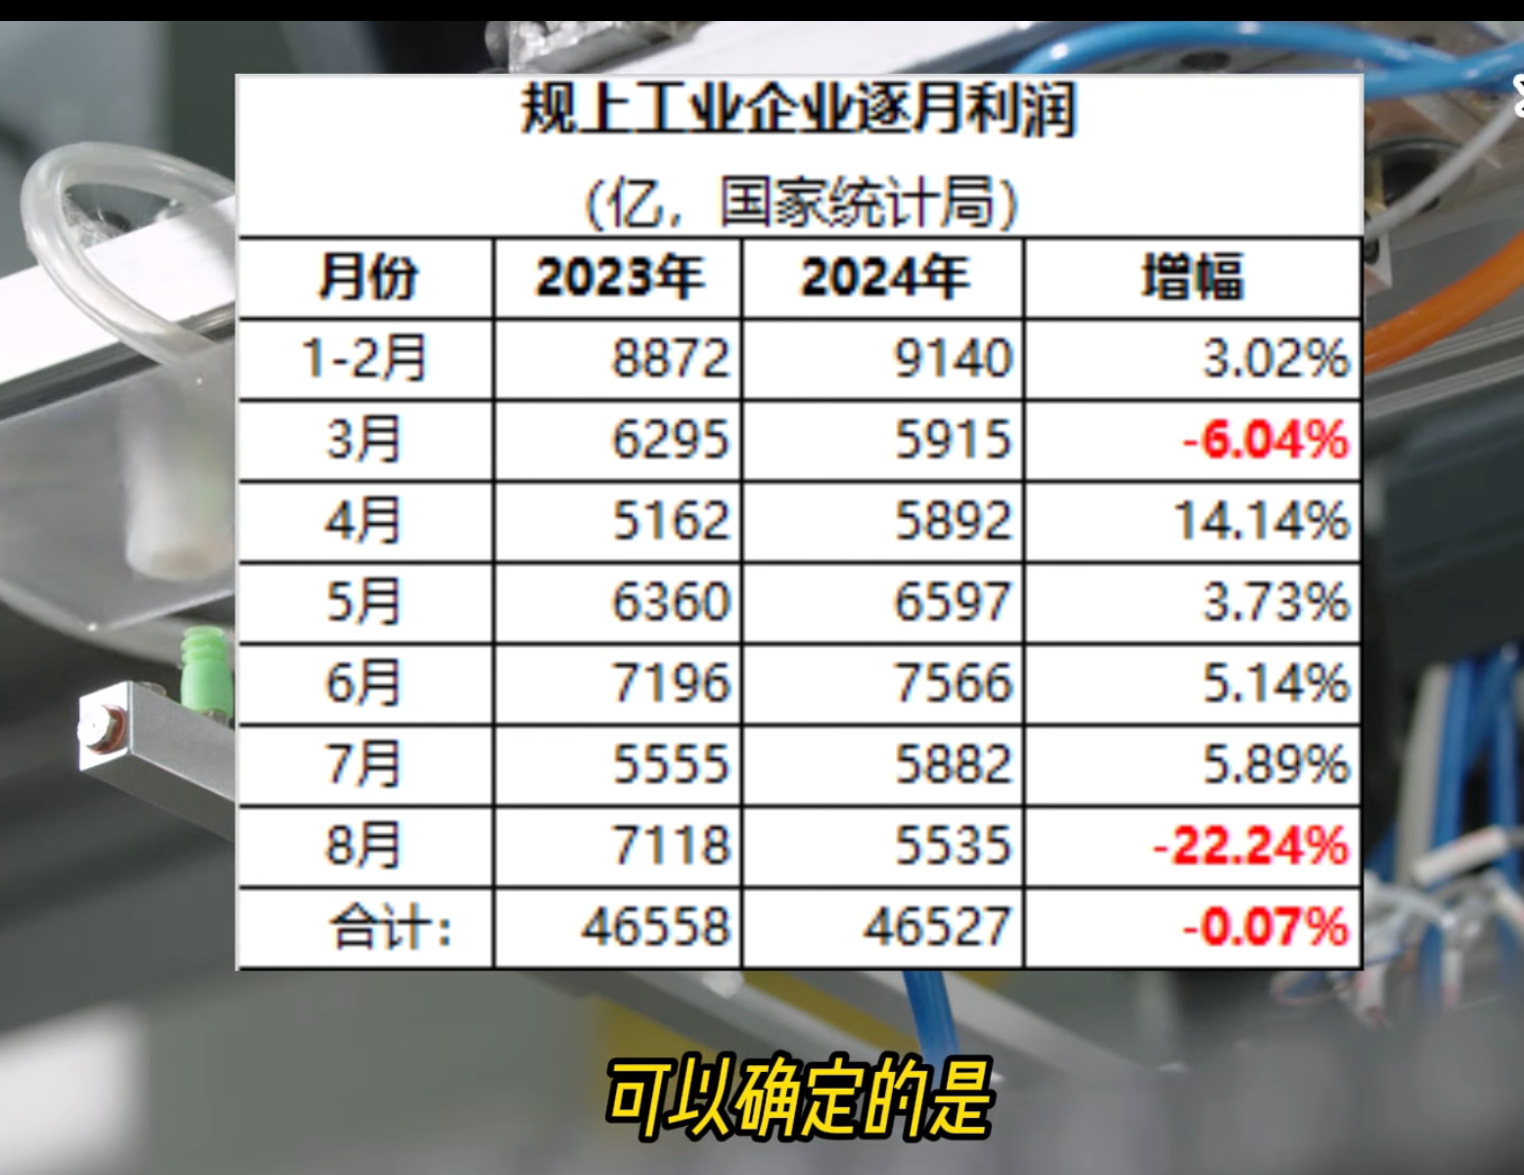 规上工业企业逐月利润
(亿，国家统计局)
月份 2023年 2024年 增幅
1-2月 8872 9140 3.02%
3月 6295 5915 -6.04%
4月 5162 5892 14.14%
5月 6360 6597 3.73%
6月 7196 7566 5.14%
7月 5555 5882 5.89%
8月 7118 5535 -22.24%
合计： 46558 46527 -0.07%
可以确定的是